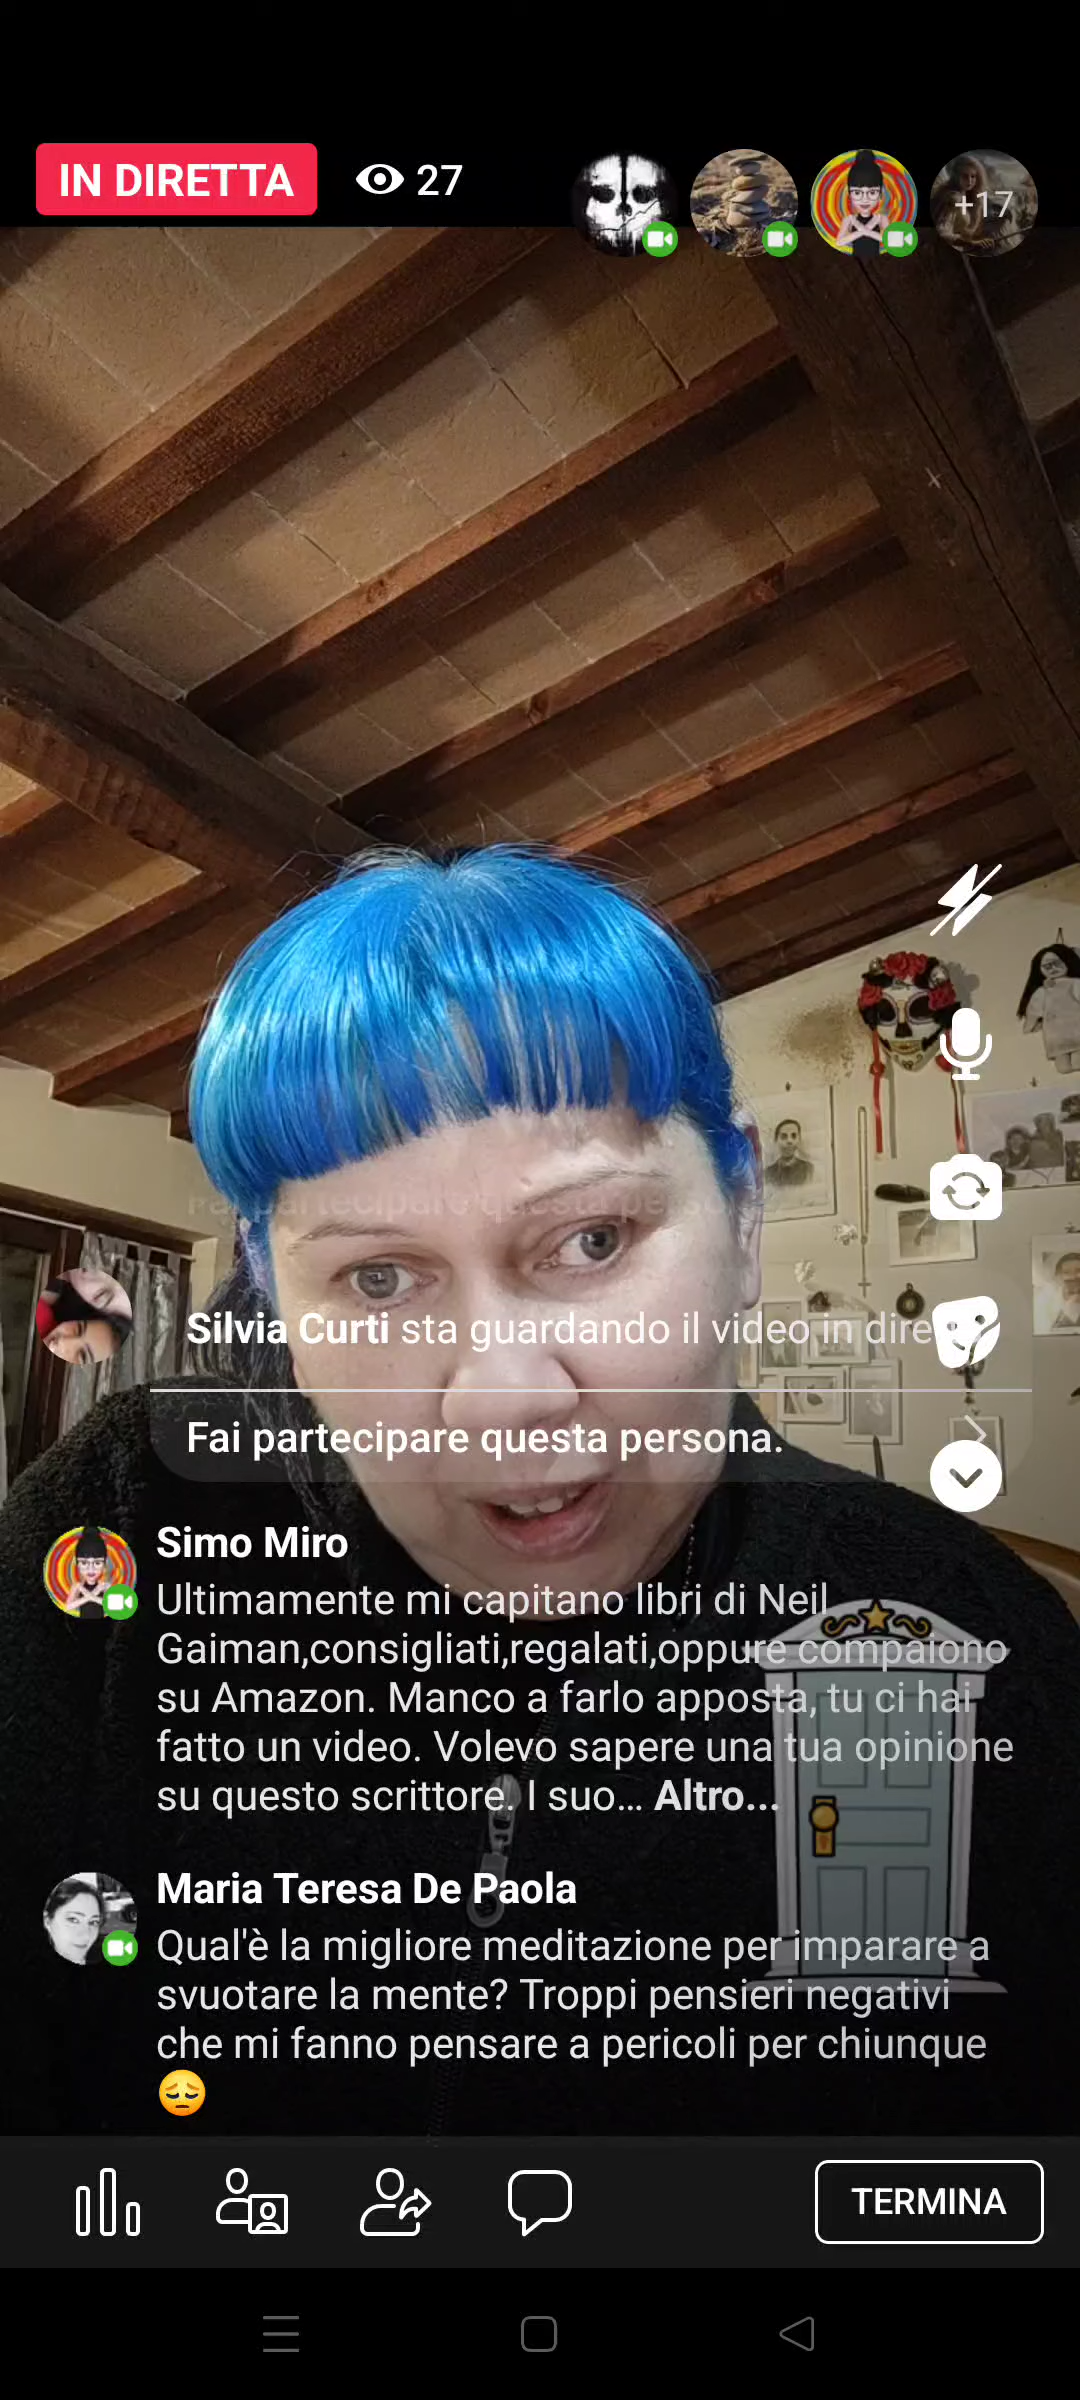 IN DIRETTA
27
+17
Silvia Curti sta guardando il video in dire
Fai partecipare questa persona.
Simo Miro
Ultimamente mi capitano libri di Neil
Gaiman,consigliati,regalati,oppure compaiono
su Amazon. Manco a farlo apposta, tu ci hai
fatto un video. Volevo sapere una tua opinione
su questo scrittore. I suo... Altro...
Maria Teresa De Paola
Qual'è la migliore meditazione per imparare a
svuotare la mente? Troppi pensieri negativi
che mi fanno pensare a pericoli per chiunque
😔
TERMINA